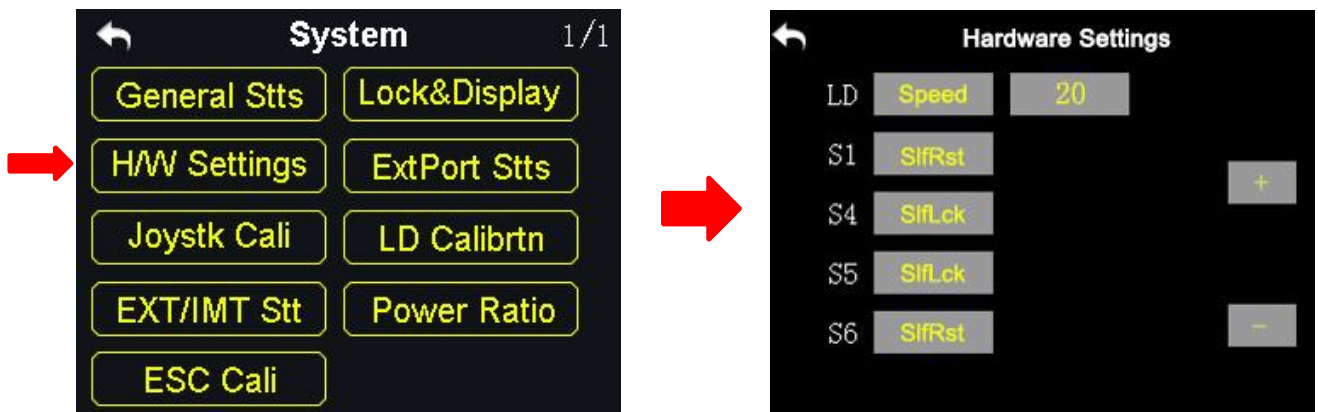 System 1/1
General Stts Lock&Display
H/W Settings ExtPort Stts
Joystk Cali LD Calibrtn
EXT/IMT Stt Power Ratio
ESC Cali
Hardware Settings
LD Speed 20
S1 SlfRst
+
S4 SlfLck
S5 SlfLck
S6 SlfRst −